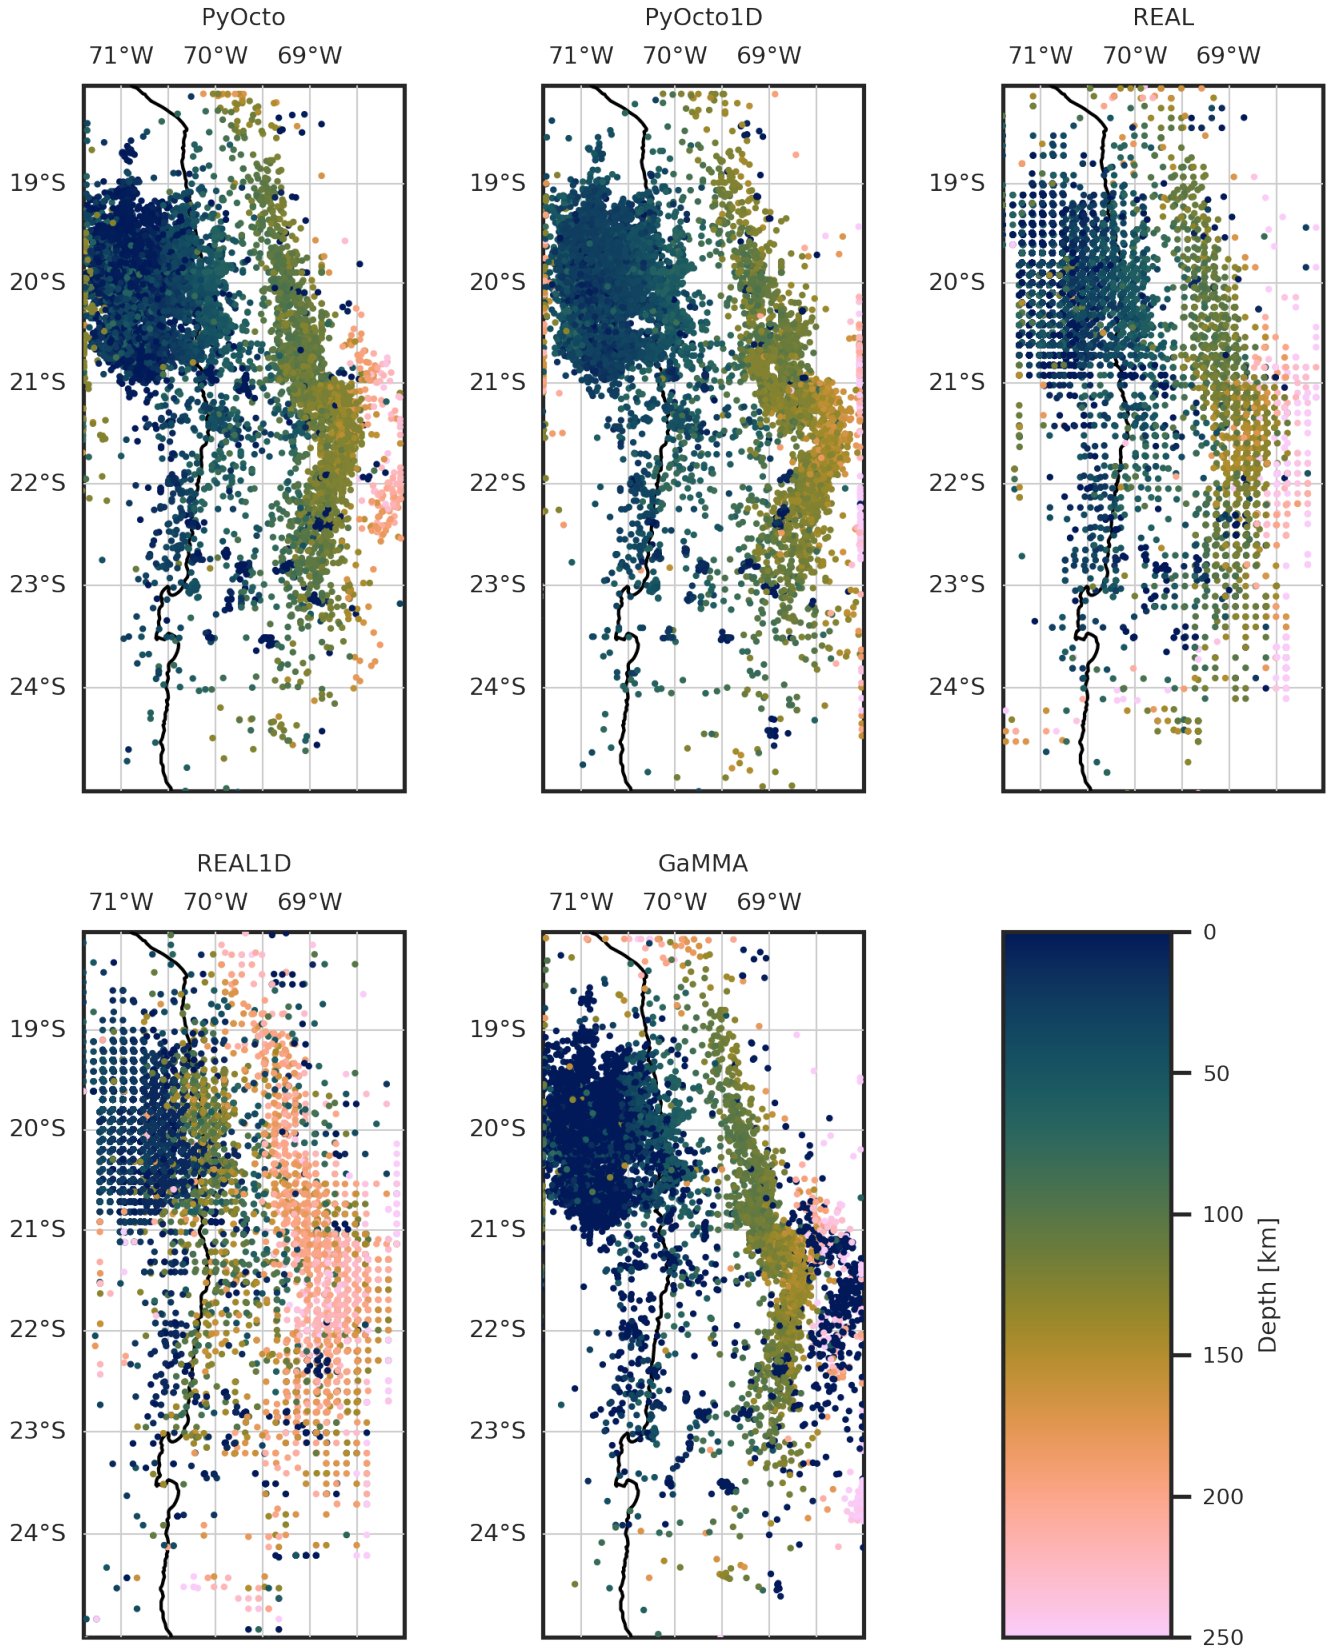 PyOcto PyOcto1D REAL
71°W 70°W 69°W 71°W 70°W 69°W 71°W 70°W 69°W
19°S 19°S 19°S
20°S 20°S 20°S
21°S 21°S 21°S
22°S 22°S 22°S
23°S 23°S 23°S
24°S 24°S 24°S
REAL1D GaMMA
71°W 70°W 69°W 71°W 70°W 69°W
19°S 19°S
20°S 20°S
21°S 21°S
22°S 22°S
23°S 23°S
24°S 24°S
0
50
100
150
200
250
Depth [km]